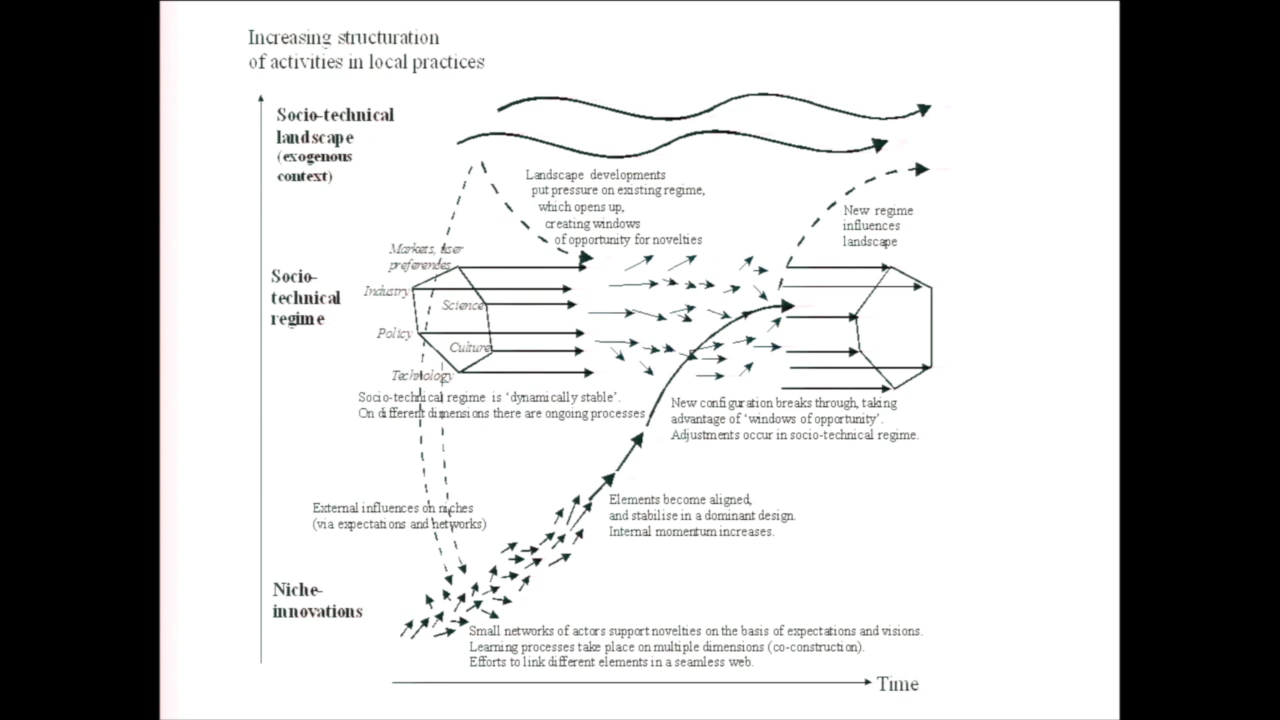 Increasing structuration
of activities in local practices
Socio-technical
landscape
(exogenous
context)
Landscape developments
put pressure on existing regime,
which opens up,
creating windows
of opportunity for novelties
New regime
influences
landscape
Markets, user
preferences
Industry
Science
Socio-
technical
regime
Policy
Culture
Technology
Socio-technical regime is ‘dynamically stable’.
On different dimensions there are ongoing processes
New configuration breaks through, taking
advantage of ‘windows of opportunity’.
Adjustments occur in socio-technical regime.
External influences on niches
(via expectations and networks)
Elements become aligned,
and stabilise in a dominant design.
Internal momentum increases.
Niche-
innovations
Small networks of actors support novelties on the basis of expectations and visions.
Learning processes take place on multiple dimensions (co-construction).
Efforts to link different elements in a seamless web.
Time